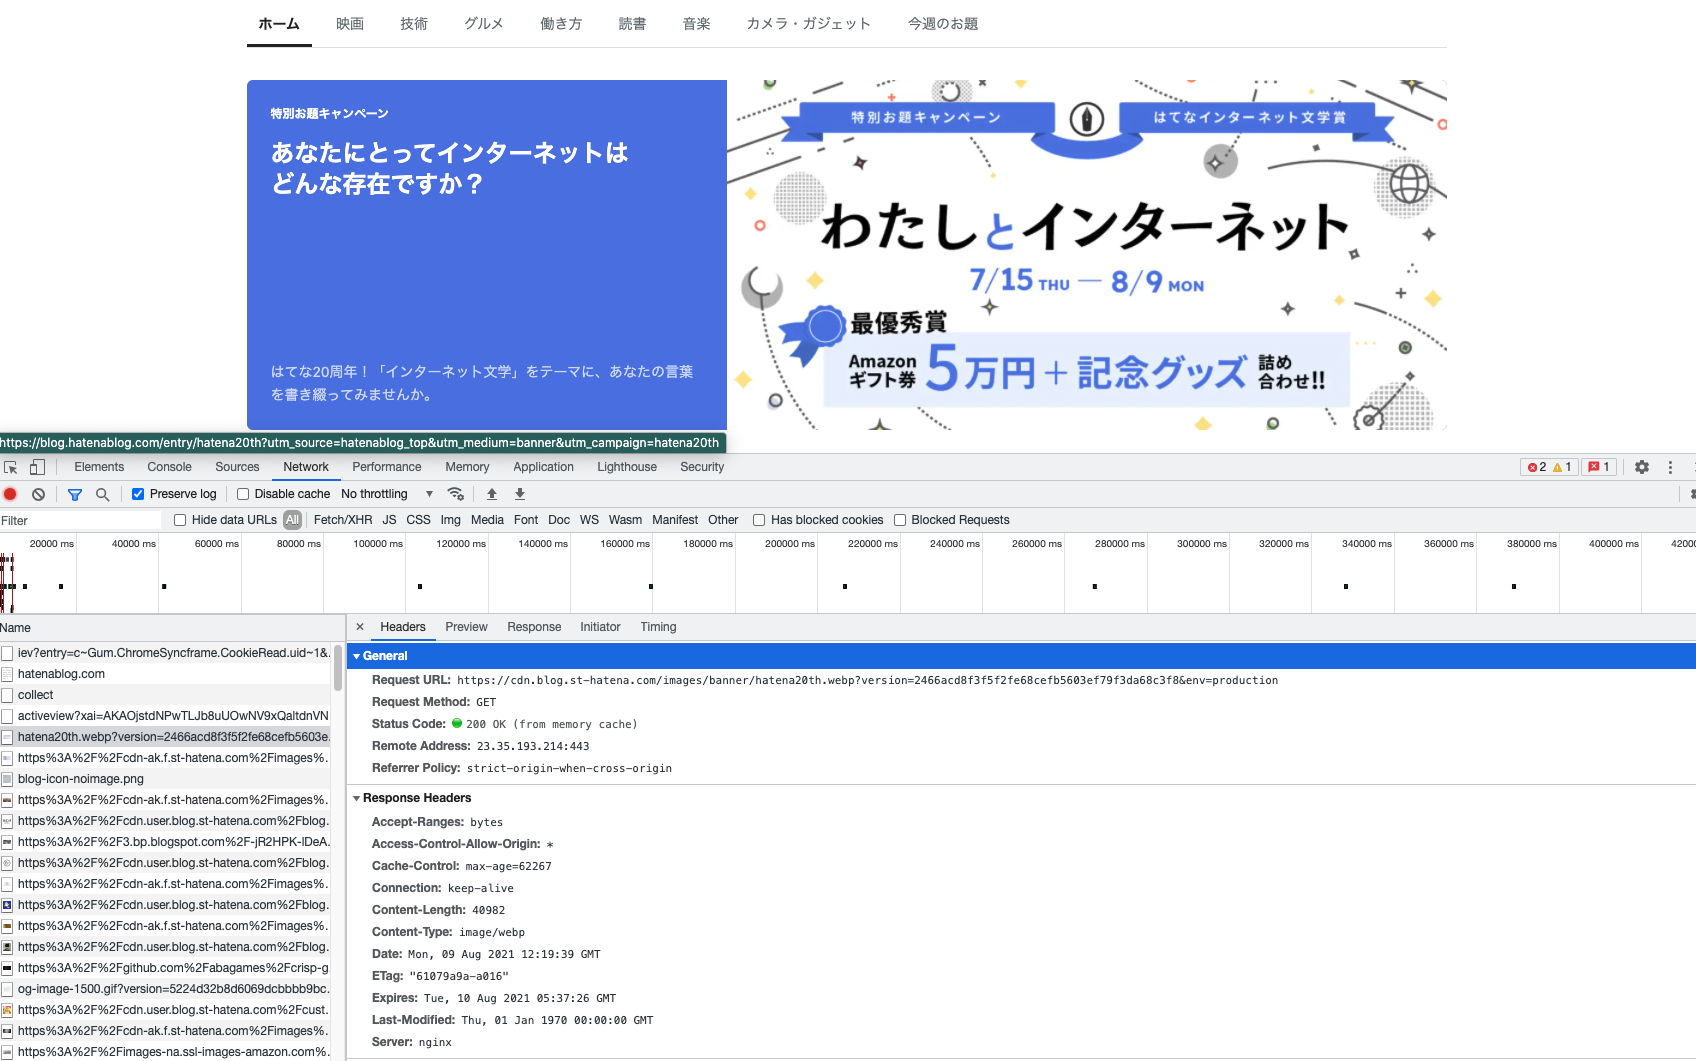 ホーム 映画 技術 グルメ 働き方 読書 音楽 カメラ・ガジェット 今週のお題
特別お題キャンペーン
あなたにとってインターネットは
どんな存在ですか？
はてな20周年！「インターネット文学」をテーマに、あなたの言葉
を書き綴ってみませんか。
特別お題キャンペーン はてなインターネット文学賞
わたしとインターネット
7/15 THU — 8/9 MON
最優秀賞
Amazon
ギフト券
5万円＋記念グッズ
詰め
合わせ!!
https://blog.hatenablog.com/entry/hatena20th?utm_source=hatenablog_top&utm_medium=banner&utm_campaign=hatena20th
Elements Console Sources Network Performance Memory Application Lighthouse Security 2 1 1
Preserve log Disable cache No throttling
Filter Hide data URLs All Fetch/XHR JS CSS Img Media Font Doc WS Wasm Manifest Other Has blocked cookies Blocked Requests
20000 ms 40000 ms 60000 ms 80000 ms 100000 ms 120000 ms 140000 ms 160000 ms 180000 ms 200000 ms 220000 ms 240000 ms 260000 ms 280000 ms 300000 ms 320000 ms 340000 ms 360000 ms 380000 ms 400000 ms 4200
Name
iev?entry=c~Gum.ChromeSyncframe.CookieRead.uid~1&.
hatenablog.com
collect
activeview?xai=AKAOjstdNPwTLJb8uUOwNV9xQaltdnVN
hatena20th.webp?version=2466acd8f3f5f2fe68cefb5603e.
https%3A%2F%2Fcdn-ak.f.st-hatena.com%2Fimages%.
blog-icon-noimage.png
https%3A%2F%2Fcdn-ak.f.st-hatena.com%2Fimages%.
https%3A%2F%2Fcdn.user.blog.st-hatena.com%2Fblog.
https%3A%2F%2F3.bp.blogspot.com%2F-jR2HPK-lDeA.
https%3A%2F%2Fcdn.user.blog.st-hatena.com%2Fblog.
https%3A%2F%2Fcdn-ak.f.st-hatena.com%2Fimages%.
https%3A%2F%2Fcdn.user.blog.st-hatena.com%2Fblog.
https%3A%2F%2Fcdn-ak.f.st-hatena.com%2Fimages%.
https%3A%2F%2Fcdn.user.blog.st-hatena.com%2Fblog.
https%3A%2F%2Fgithub.com%2Fabagames%2Fcrisp-g
og-image-1500.gif?version=5224d32b8d6069dcbbbb9bc.
https%3A%2F%2Fcdn.user.blog.st-hatena.com%2Fcust.
https%3A%2F%2Fcdn-ak.f.st-hatena.com%2Fimages%.
https%3A%2F%2Fimages-na.ssl-images-amazon.com%.
Headers Preview Response Initiator Timing
General
Request URL: https://cdn.blog.st-hatena.com/images/banner/hatena20th.webp?version=2466acd8f3f5f2fe68cefb5603ef79f3da68c3f8&env=production
Request Method: GET
Status Code: 200 OK (from memory cache)
Remote Address: 23.35.193.214:443
Referrer Policy: strict-origin-when-cross-origin
Response Headers
Accept-Ranges: bytes
Access-Control-Allow-Origin: *
Cache-Control: max-age=62267
Connection: keep-alive
Content-Length: 40982
Content-Type: image/webp
Date: Mon, 09 Aug 2021 12:19:39 GMT
ETag: "61079a9a-a016"
Expires: Tue, 10 Aug 2021 05:37:26 GMT
Last-Modified: Thu, 01 Jan 1970 00:00:00 GMT
Server: nginx